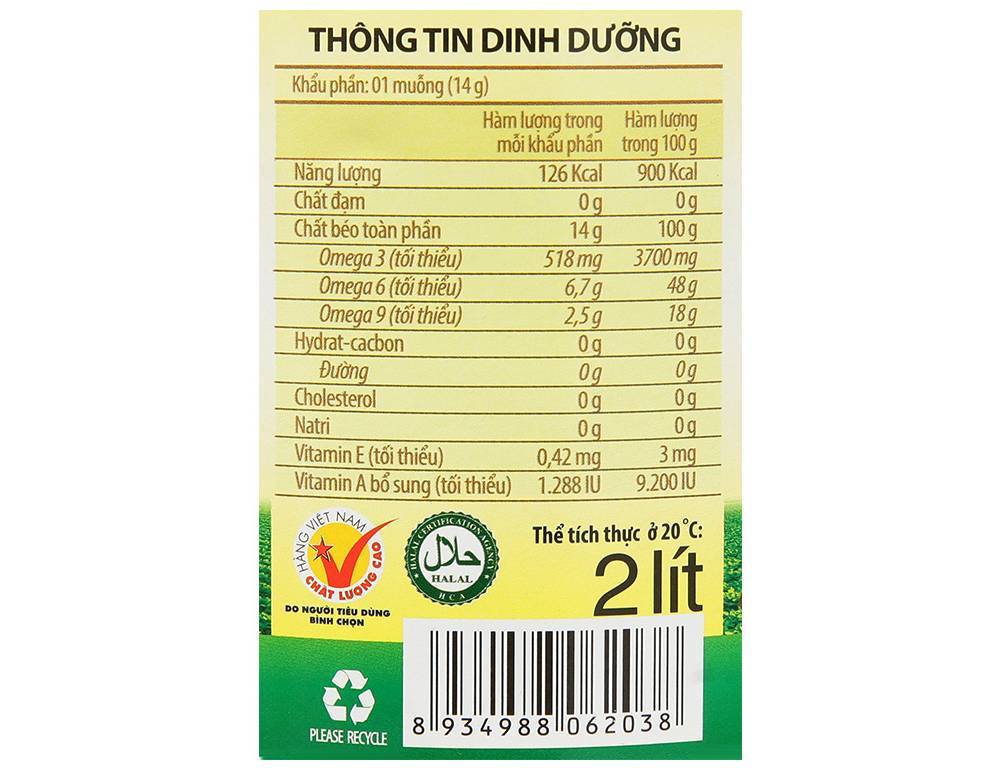 THÔNG TIN DINH DƯỠNG
Khẩu phần: 01 muỗng (14 g)
Hàm lượng trong mỗi khẩu phần Hàm lượng trong 100 g
Năng lượng 126 Kcal 900 Kcal
Chất đạm 0 g 0 g
Chất béo toàn phần 14 g 100 g
Omega 3 (tối thiểu) 518 mg 3700 mg
Omega 6 (tối thiểu) 6,7 g 48 g
Omega 9 (tối thiểu) 2,5 g 18 g
Hydrat-cacbon 0 g 0 g
Đường 0 g 0 g
Cholesterol 0 g 0 g
Natri 0 g 0 g
Vitamin E (tối thiểu) 0,42 mg 3 mg
Vitamin A bổ sung (tối thiểu) 1.288 IU 9.200 IU
HÀNG VIỆT NAM
CHẤT LƯỢNG CAO
DO NGƯỜI TIÊU DÙNG
BÌNH CHỌN
HALAL CERTIFICATION AGENCY
حلال
HALAL
HCA
Thể tích thực ở 20°C:
2 lít
PLEASE RECYCLE
8 934988 062038